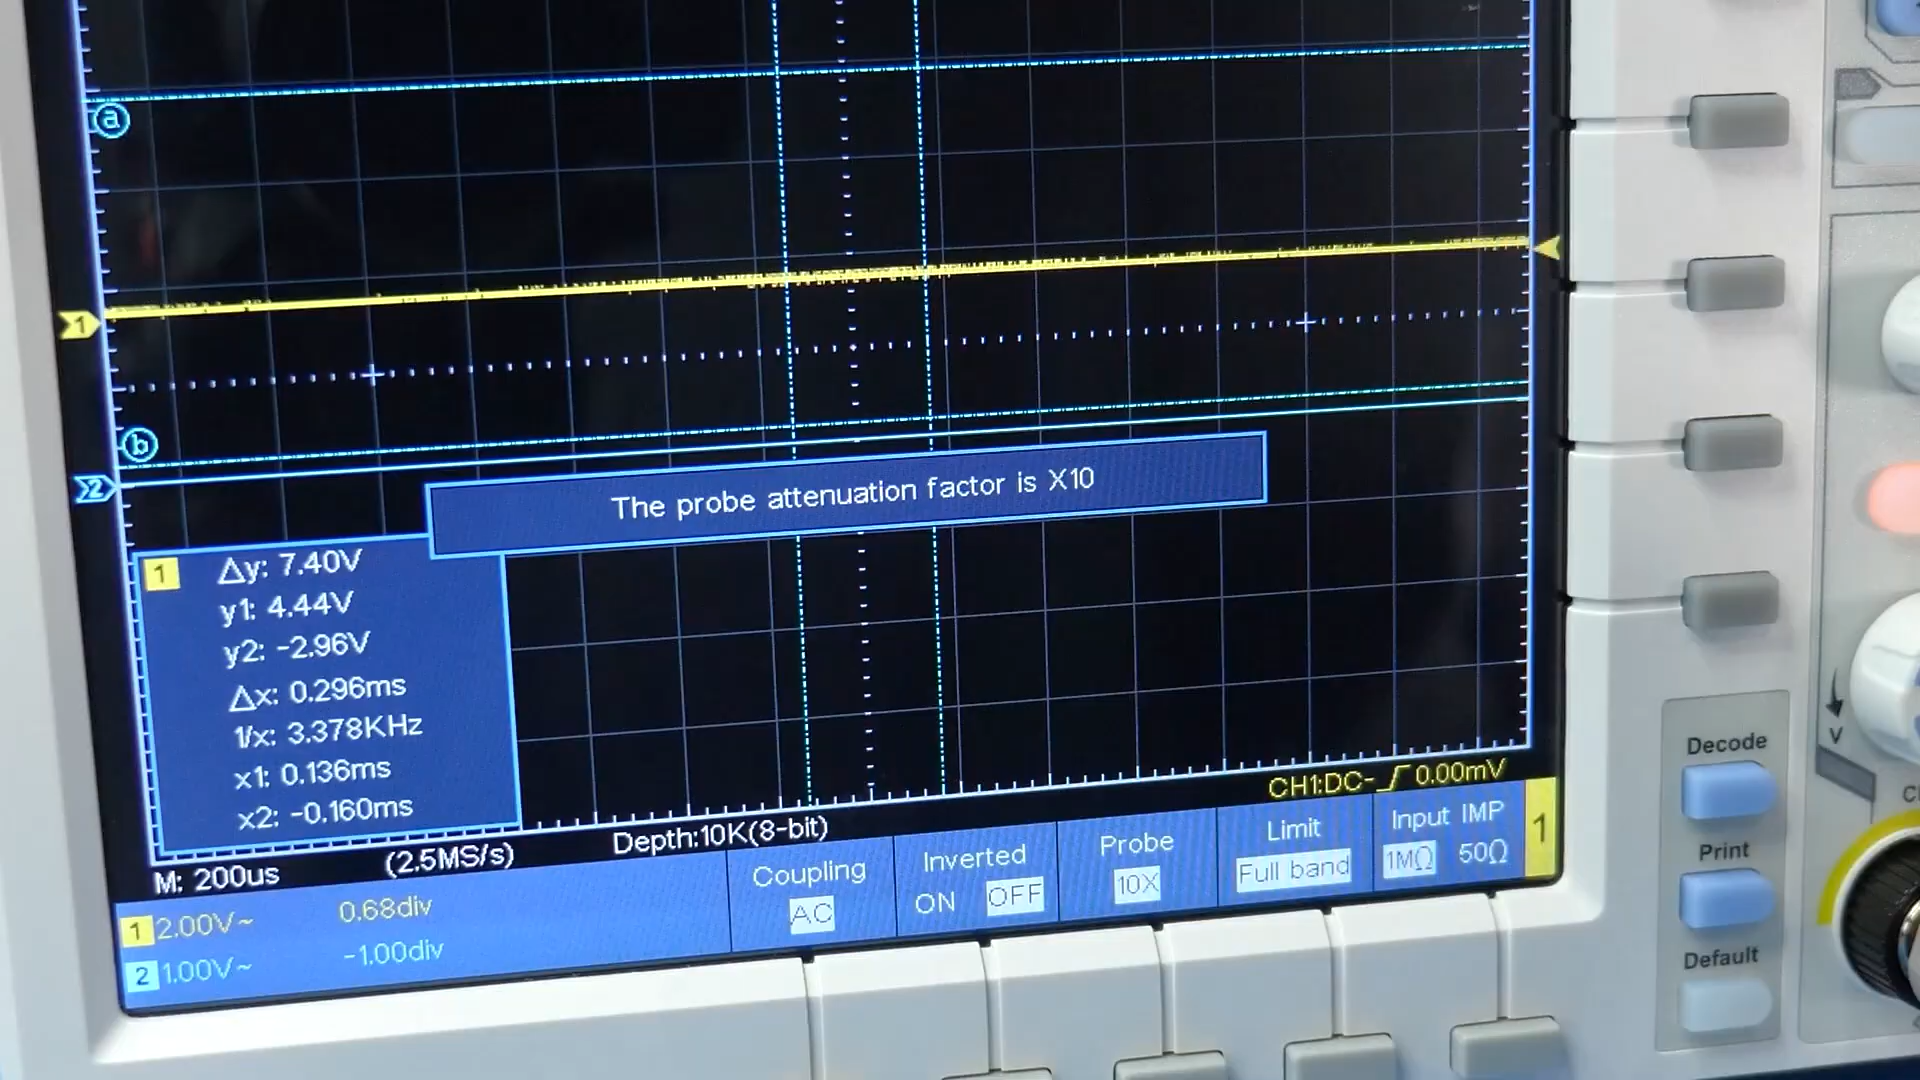 a
1
b
2
The probe attenuation factor is X10
1
Δy: 7.40V
y1: 4.44V
y2: -2.96V
Δx: 0.296ms
1/x: 3.378KHz
x1: 0.136ms
x2: -0.160ms
CH1:DC- 0.00mV
M: 200us
(2.5MS/s)
Depth:10K(8-bit)
1 2.00V~ 0.68div
2 1.00V~ -1.00div
Coupling
AC
Inverted
ON OFF
Probe
10X
Limit
Full band
Input IMP
1MΩ 50Ω
1
V
Decode
Print
Default